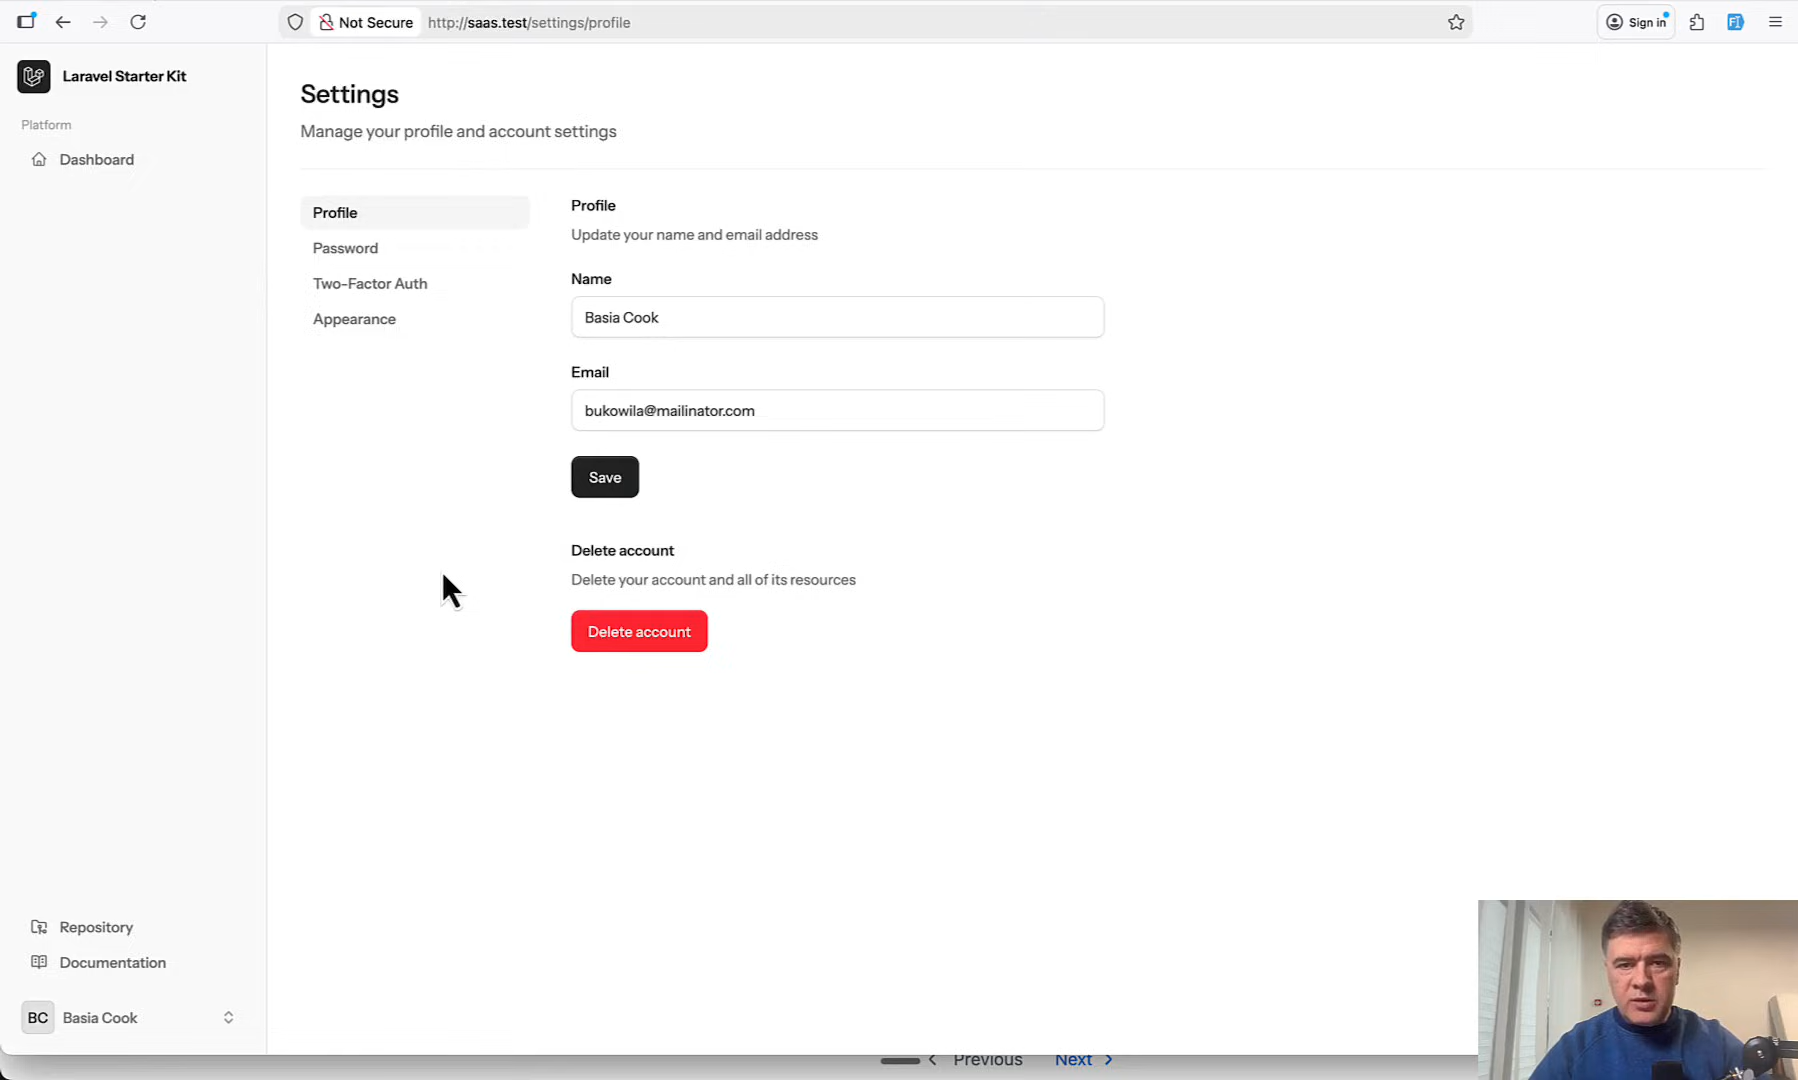 Not Secure http://saas.test/settings/profile
Sign in
Laravel Starter Kit
Platform
Dashboard
Settings
Manage your profile and account settings
Profile
Password
Two-Factor Auth
Appearance
Profile
Update your name and email address
Name
Basia Cook
Email
bukowila@mailinator.com
Save
Delete account
Delete your account and all of its resources
Delete account
Repository
Documentation
BC Basia Cook
Previous Next